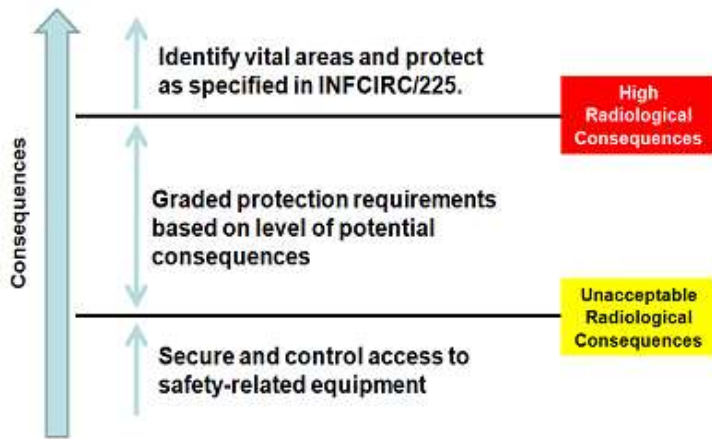 Identify vital areas and protect
as specified in INFCIRC/225.
High
Radiological
Consequences
Consequences
Graded protection requirements
based on level of potential
consequences
Unacceptable
Radiological
Consequences
Secure and control access to
safety-related equipment